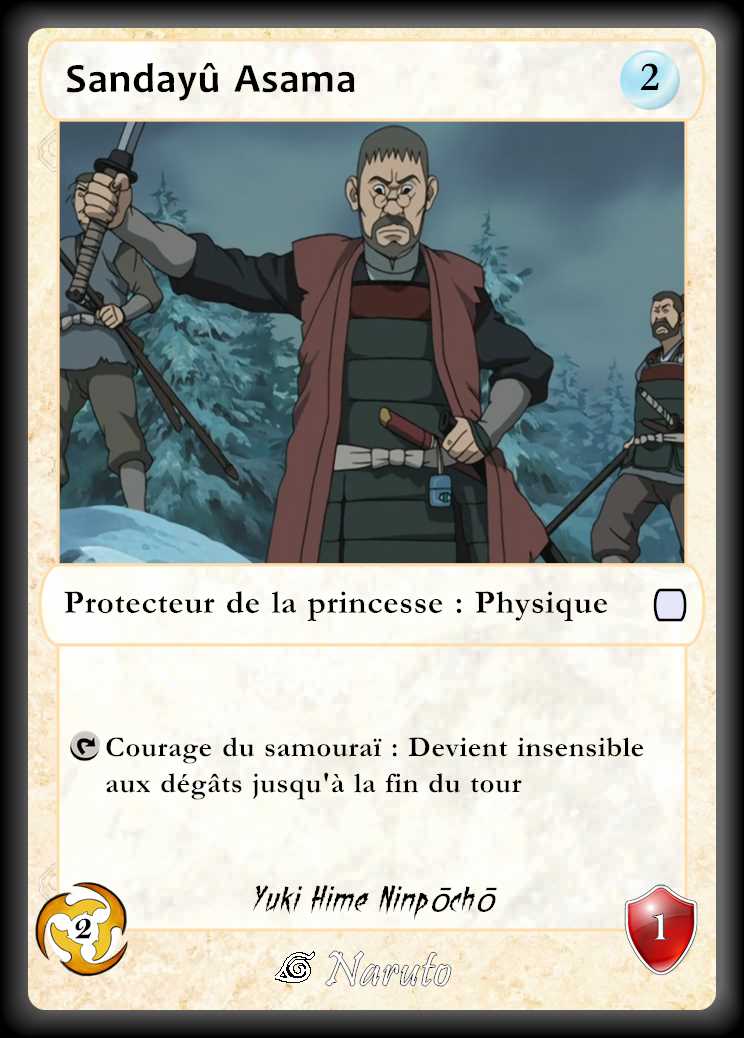 Sandayû Asama
2
Protecteur de la princesse : Physique
Courage du samouraï : Devient insensible
aux dégâts jusqu'à la fin du tour
Yuki Hime Ninpōchō
2
1
Naruto